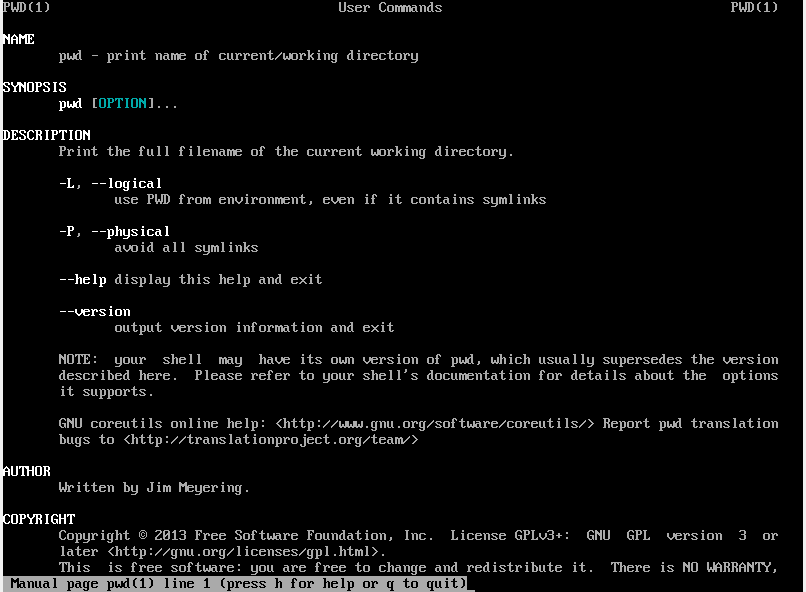 PWD(1) User Commands PWD(1)
NAME
pwd - print name of current/working directory
SYNOPSIS
pwd [OPTION]...
DESCRIPTION
Print the full filename of the current working directory.
-L, --logical
use PWD from environment, even if it contains symlinks
-P, --physical
avoid all symlinks
--help display this help and exit
--version
output version information and exit
NOTE: your shell may have its own version of pwd, which usually supersedes the version
described here. Please refer to your shell's documentation for details about the options
it supports.
GNU coreutils online help: <http://www.gnu.org/software/coreutils/> Report pwd translation
bugs to <http://translationproject.org/team/>
AUTHOR
Written by Jim Meyering.
COPYRIGHT
Copyright © 2013 Free Software Foundation, Inc. License GPLv3+: GNU GPL version 3 or
later <http://gnu.org/licenses/gpl.html>.
This is free software: you are free to change and redistribute it. There is NO WARRANTY,
Manual page pwd(1) line 1 (press h for help or q to quit)